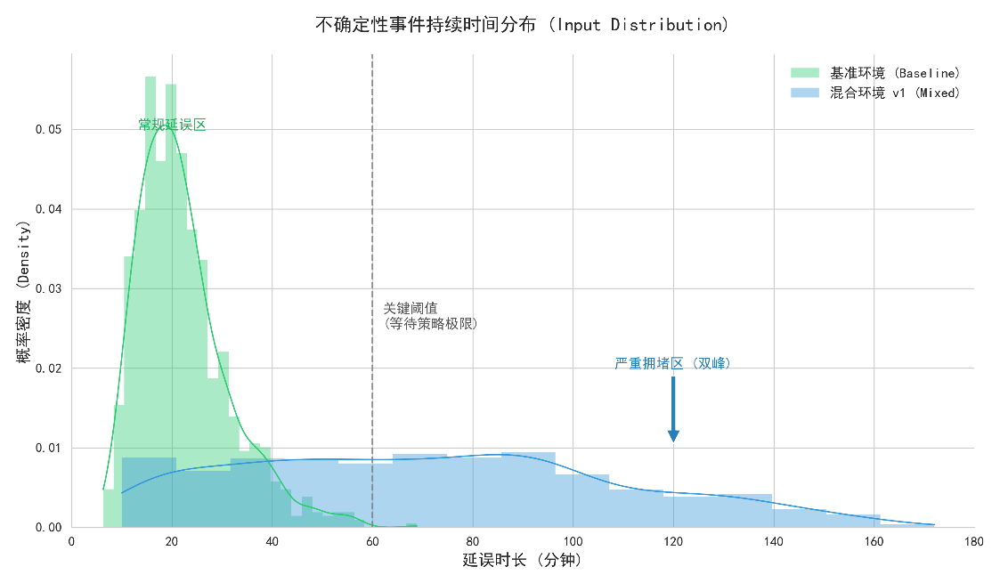 不确定性事件持续时间分布 (Input Distribution)
基准环境 (Baseline)
混合环境 v1 (Mixed)
常规延误区
关键阈值
(等待策略极限)
严重拥堵区 (双峰)
概率密度 (Density)
0.05
0.04
0.03
0.02
0.01
0.00
0 20 40 60 80 100 120 140 160 180
延误时长 (分钟)